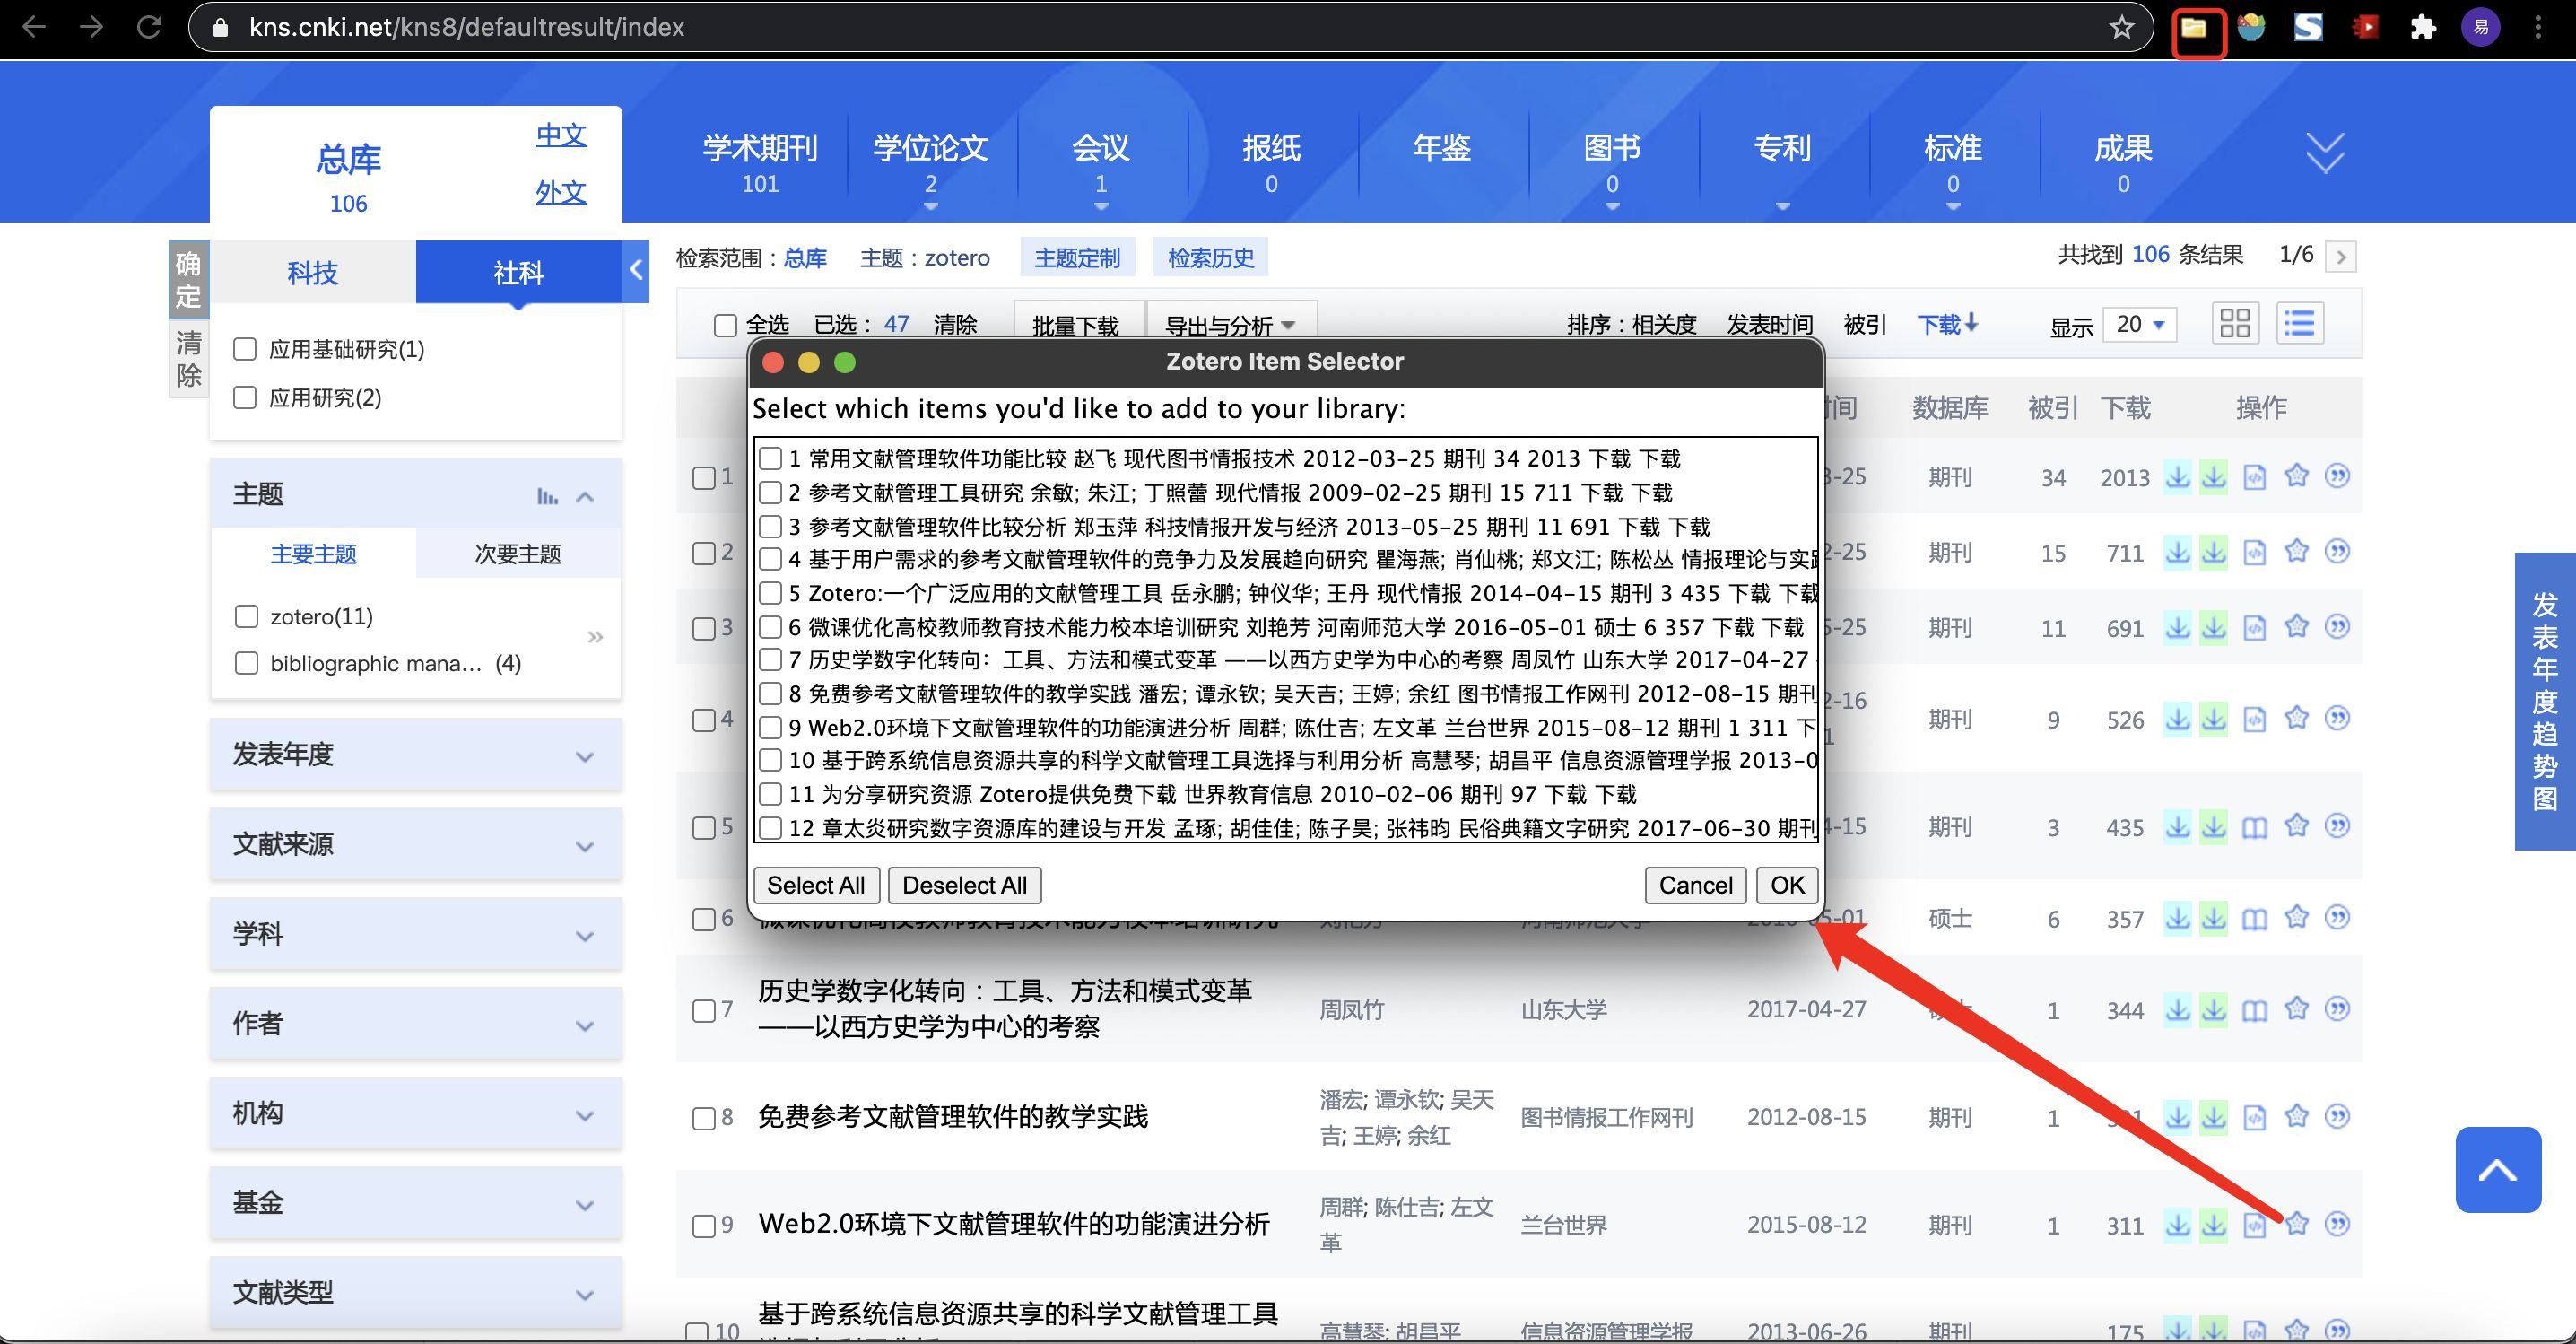 kns.cnki.net/kns8/defaultresult/index
易
总库
106
中文
外文
学术期刊
101
学位论文
2
会议
1
报纸
0
年鉴
图书
0
专利
标准
0
成果
0
确定
清除
科技
社科
应用基础研究(1)
应用研究(2)
主题
主要主题
次要主题
zotero(11)
bibliographic mana... (4)
»
发表年度
文献来源
学科
作者
机构
基金
文献类型
检索范围：总库 主题：zotero 主题定制 检索历史
共找到 106 条结果 1/6
全选 已选： 47 清除 批量下载 导出与分析
排序：相关度 发表时间 被引 下载 显示 20
数据库 被引 下载 操作
Zotero Item Selector
Select which items you'd like to add to your library:
1 常用文献管理软件功能比较 赵飞 现代图书情报技术 2012-03-25 期刊 34 2013 下载 下载
2 参考文献管理工具研究 余敏; 朱江; 丁照蕾 现代情报 2009-02-25 期刊 15 711 下载 下载
3 参考文献管理软件比较分析 郑玉萍 科技情报开发与经济 2013-05-25 期刊 11 691 下载 下载
4 基于用户需求的参考文献管理软件的竞争力及发展趋向研究 瞿海燕; 肖仙桃; 郑文江; 陈松丛 情报理论与实践
5 Zotero:一个广泛应用的文献管理工具 岳永鹏; 钟仪华; 王丹 现代情报 2014-04-15 期刊 3 435 下载 下载
6 微课优化高校教师教育技术能力校本培训研究 刘艳芳 河南师范大学 2016-05-01 硕士 6 357 下载 下载
7 历史学数字化转向：工具、方法和模式变革 ——以西方史学为中心的考察 周凤竹 山东大学 2017-04-27
8 免费参考文献管理软件的教学实践 潘宏; 谭永钦; 吴天吉; 王婷; 余红 图书情报工作网刊 2012-08-15 期刊
9 Web2.0环境下文献管理软件的功能演进分析 周群; 陈仕吉; 左文革 兰台世界 2015-08-12 期刊 1 311 下
10 基于跨系统信息资源共享的科学文献管理工具选择与利用分析 高慧琴; 胡昌平 信息资源管理学报 2013-0
11 为分享研究资源 Zotero提供免费下载 世界教育信息 2010-02-06 期刊 97 下载 下载
12 章太炎研究数字资源库的建设与开发 孟琢; 胡佳佳; 陈子昊; 张祎昀 民俗典籍文字研究 2017-06-30 期刊
Select All
Deselect All
Cancel
OK
1 -25 期刊 34 2013
2 -25 期刊 15 711
3 -25 期刊 11 691
4 -16 期刊 9 526
5 -15 期刊 3 435
6 微课优化高校教师教育技术能力校本培训研究 刘艳芳 河南师范大学 2016-05-01 硕士 6 357
7 历史学数字化转向：工具、方法和模式变革
——以西方史学为中心的考察
周凤竹 山东大学 2017-04-27 1 344
8 免费参考文献管理软件的教学实践
潘宏; 谭永钦; 吴天
吉; 王婷; 余红
图书情报工作网刊 2012-08-15 期刊 1
9 Web2.0环境下文献管理软件的功能演进分析
周群; 陈仕吉; 左文
革
兰台世界 2015-08-12 期刊 1 311
10 基于跨系统信息资源共享的科学文献管理工具
高慧琴; 胡昌平 信息资源管理学报 2013-06-26 期刊 175
发表年度趋势图